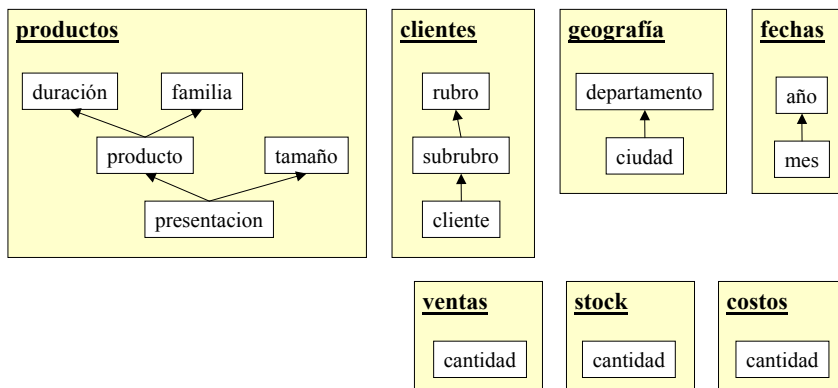 productos
duración
familia
producto
tamaño
presentacion
clientes
rubro
subrubro
cliente
geografía
departamento
ciudad
fechas
año
mes
ventas
cantidad
stock
cantidad
costos
cantidad